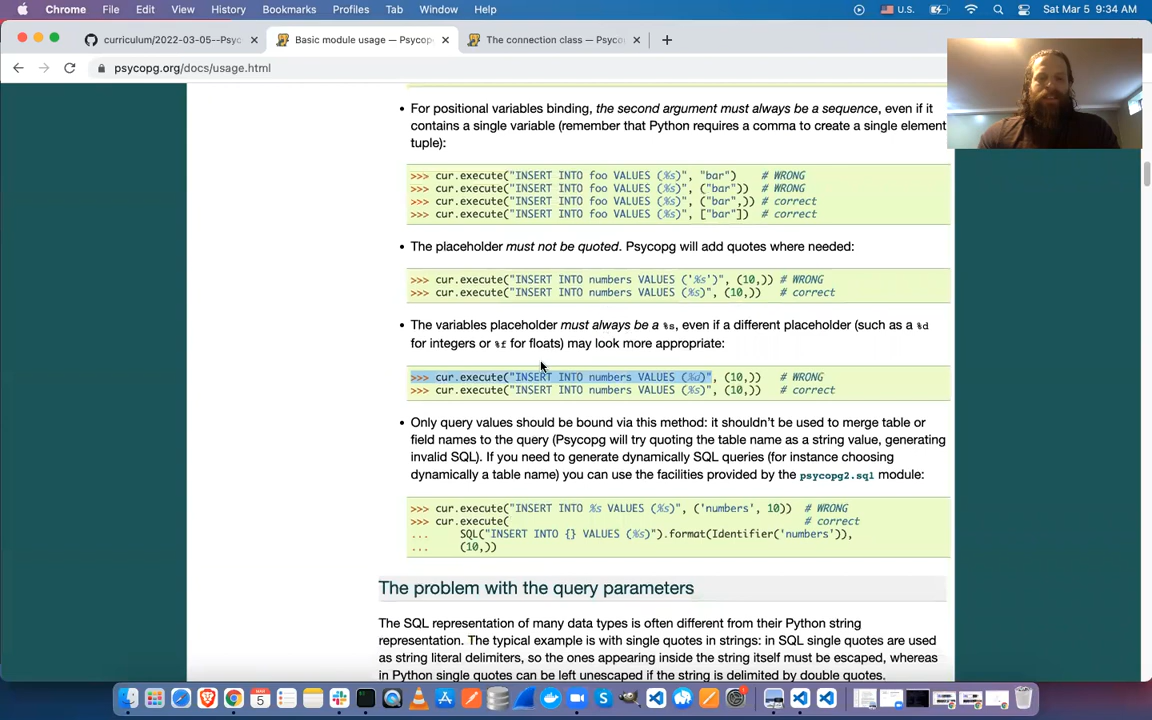 Chrome File Edit View History Bookmarks Profiles Tab Window Help U.S. Sat Mar 5 9:34 AM
curriculum/2022-03-05--Psyc Basic module usage — Psycop The connection class — Psyco
psycopg.org/docs/usage.html
• For positional variables binding, the second argument must always be a sequence, even if it
contains a single variable (remember that Python requires a comma to create a single element
tuple):
>>> cur.execute("INSERT INTO foo VALUES (%s)", "bar") # WRONG
>>> cur.execute("INSERT INTO foo VALUES (%s)", ("bar")) # WRONG
>>> cur.execute("INSERT INTO foo VALUES (%s)", ("bar",)) # correct
>>> cur.execute("INSERT INTO foo VALUES (%s)", ["bar"]) # correct
• The placeholder must not be quoted. Psycopg will add quotes where needed:
>>> cur.execute("INSERT INTO numbers VALUES ('%s')", (10,)) # WRONG
>>> cur.execute("INSERT INTO numbers VALUES (%s)", (10,)) # correct
• The variables placeholder must always be a %s, even if a different placeholder (such as a %d
for integers or %f for floats) may look more appropriate:
>>> cur.execute("INSERT INTO numbers VALUES (%d)", (10,)) # WRONG
>>> cur.execute("INSERT INTO numbers VALUES (%s)", (10,)) # correct
• Only query values should be bound via this method: it shouldn't be used to merge table or
field names to the query (Psycopg will try quoting the table name as a string value, generating
invalid SQL). If you need to generate dynamically SQL queries (for instance choosing
dynamically a table name) you can use the facilities provided by the psycopg2.sql module:
>>> cur.execute("INSERT INTO %s VALUES (%s)", ('numbers', 10)) # WRONG
>>> cur.execute( # correct
... SQL("INSERT INTO {} VALUES (%s)").format(Identifier('numbers')),
... (10,))
The problem with the query parameters
The SQL representation of many data types is often different from their Python string
representation. The typical example is with single quotes in strings: in SQL single quotes are used
as string literal delimiters, so the ones appearing inside the string itself must be escaped, whereas
in Python single quotes can be left unescaped if the string is delimited by double quotes.